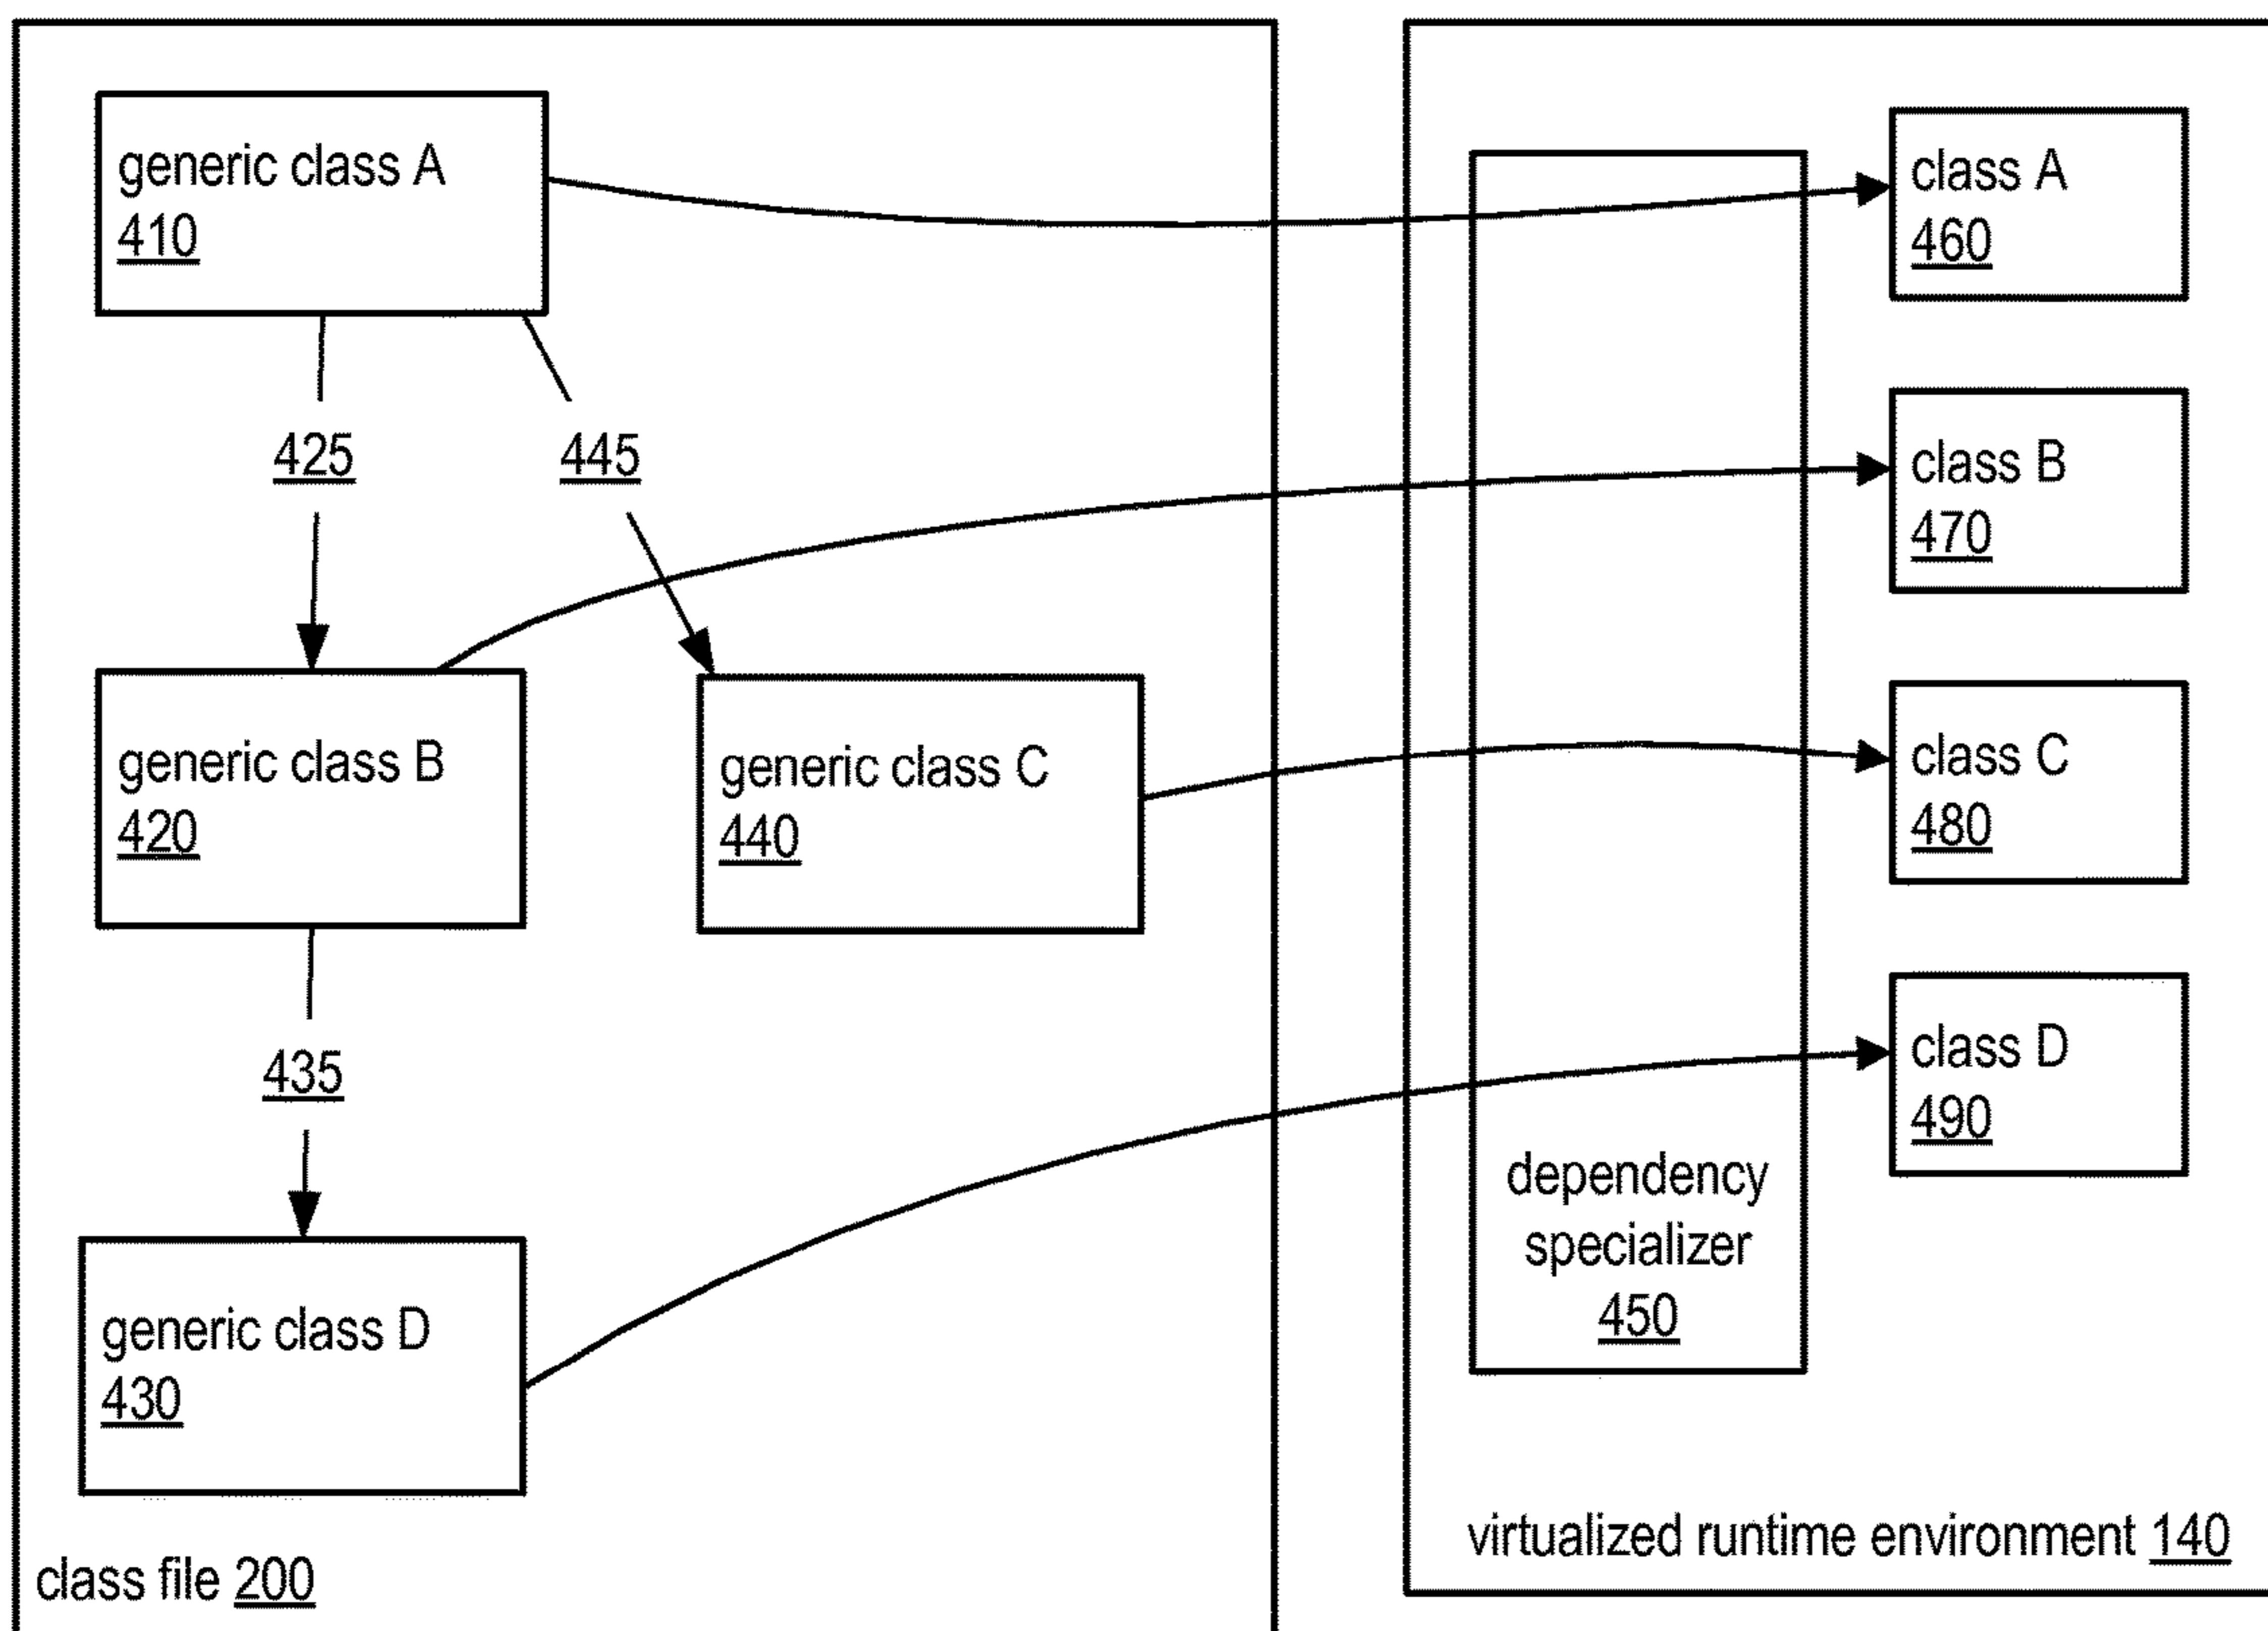 generic class A
410
425
445
generic class B
420
generic class C
440
435
generic class D
430
class file 200
class A
460
class B
470
class C
480
class D
490
dependency
specializer
450
virtualized runtime environment 140